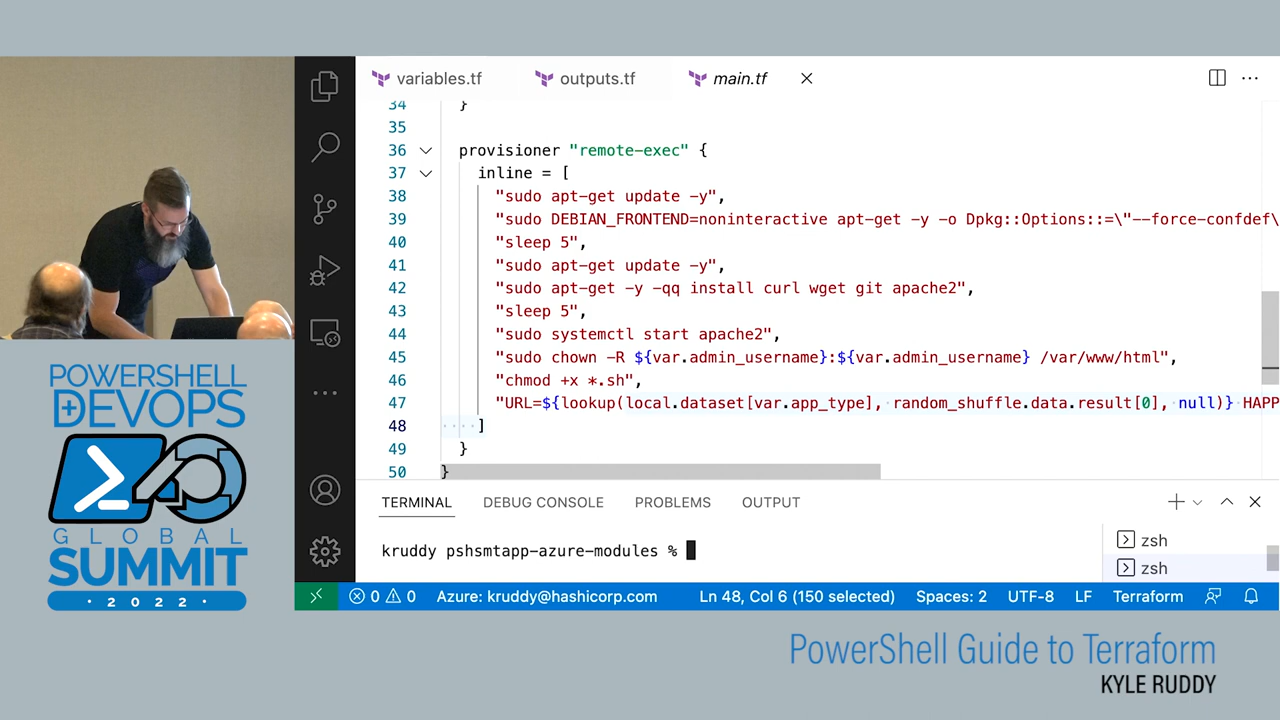 variables.tf
outputs.tf
main.tf
34 }
35
36 provisioner "remote-exec" {
37 inline = [
38 "sudo apt-get update -y",
39 "sudo DEBIAN_FRONTEND=noninteractive apt-get -y -o Dpkg::Options::=\"--force-confdef\
40 "sleep 5",
41 "sudo apt-get update -y",
42 "sudo apt-get -y -qq install curl wget git apache2",
43 "sleep 5",
44 "sudo systemctl start apache2",
45 "sudo chown -R ${var.admin_username}:${var.admin_username} /var/www/html",
46 "chmod +x *.sh",
47 "URL=${lookup(local.dataset[var.app_type], random_shuffle.data.result[0], null)} HAPP
48 ]
49 }
50 }
TERMINAL DEBUG CONSOLE PROBLEMS OUTPUT
kruddy pshsmtapp-azure-modules %
zsh
zsh
0 0 Azure: kruddy@hashicorp.com Ln 48, Col 6 (150 selected) Spaces: 2 UTF-8 LF Terraform
POWERSHELL
DEVOPS
GLOBAL
SUMMIT
· 2022 ·
PowerShell Guide to Terraform
KYLE RUDDY